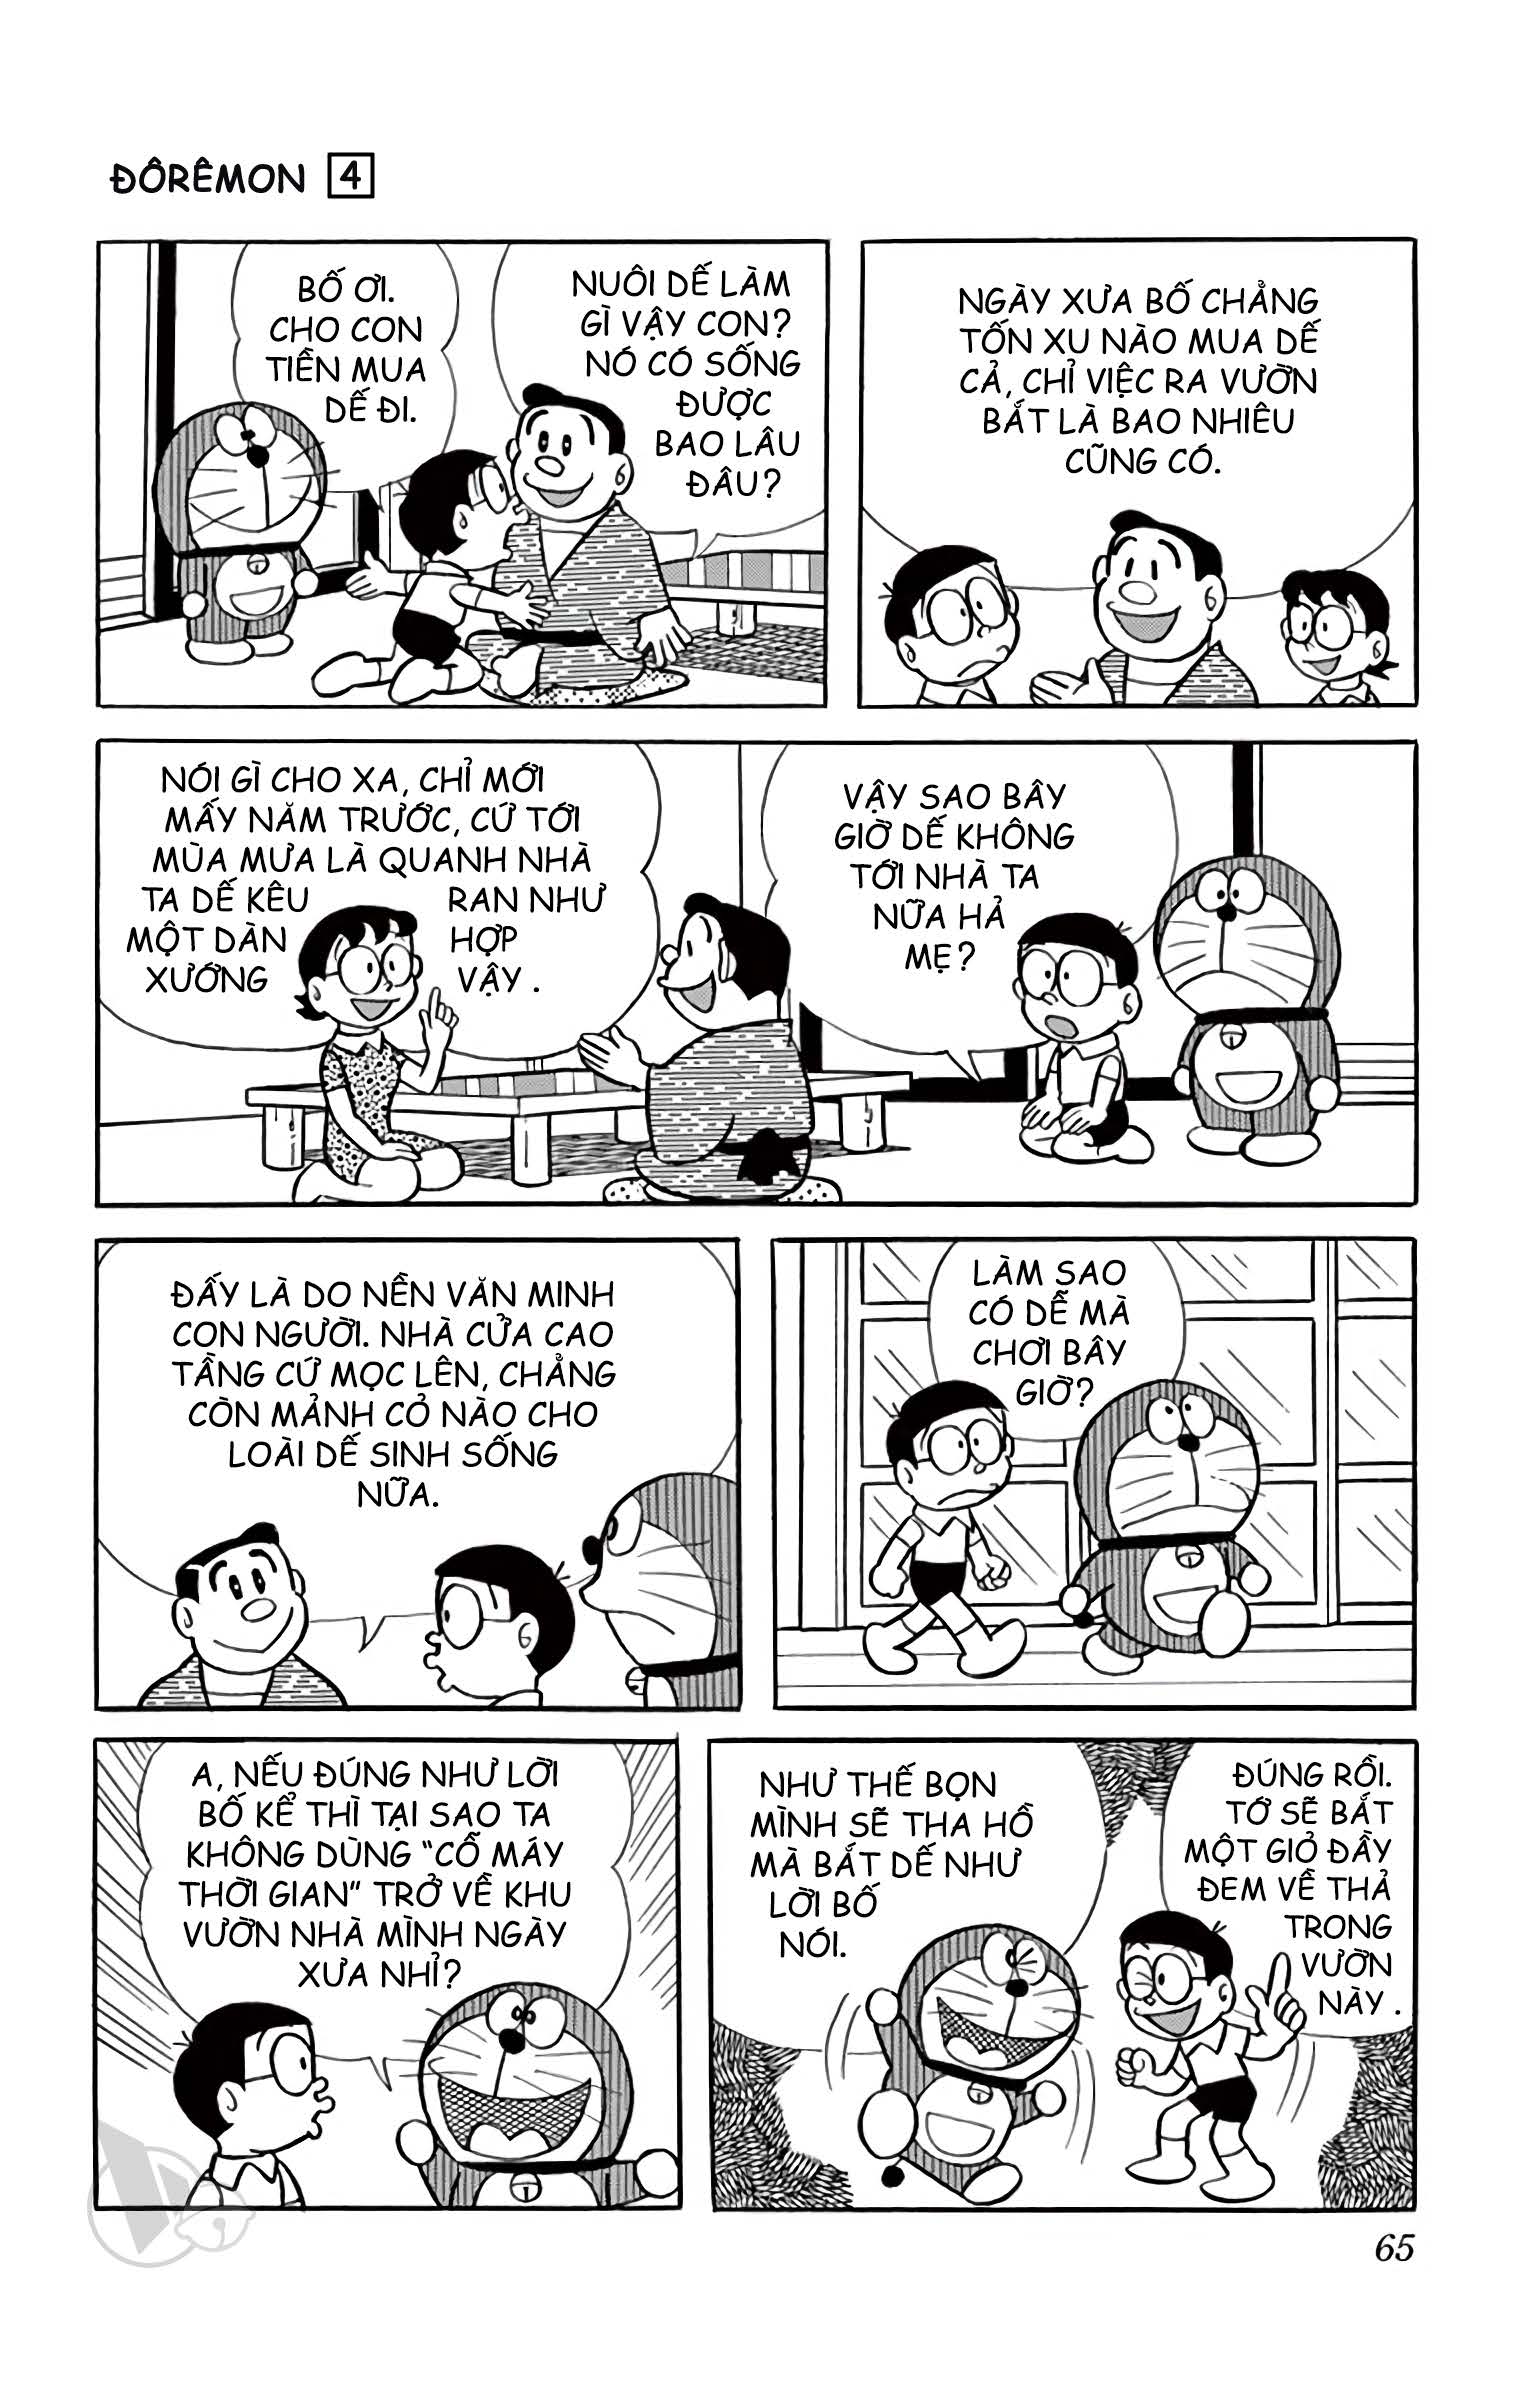 ĐÔRÊMON 4
BỐ ƠI.
CHO CON
TIỀN MUA
DẾ ĐI.
NUÔI DẾ LÀM
GÌ VẬY CON?
NÓ CÓ SỐNG
ĐƯỢC
BAO LÂU
ĐÂU?
NGÀY XƯA BỐ CHẲNG
TỐN XU NÀO MUA DẾ
CẢ, CHỈ VIỆC RA VƯỜN
BẮT LÀ BAO NHIÊU
CŨNG CÓ.
NÓI GÌ CHO XA, CHỈ MỚI
MẤY NĂM TRƯỚC, CỨ TỚI
MÙA MƯA LÀ QUANH NHÀ
TA DẾ KÊU RAN NHƯ
MỘT DÀN HỢP
XƯỚNG VẬY.
VẬY SAO BÂY
GIỜ DẾ KHÔNG
TỚI NHÀ TA
NỮA HẢ
MẸ?
ĐẤY LÀ DO NỀN VĂN MINH
CON NGƯỜI. NHÀ CỬA CAO
TẦNG CỨ MỌC LÊN, CHẲNG
CÒN MẢNH CỎ NÀO CHO
LOÀI DẾ SINH SỐNG
NỮA.
LÀM SAO
CÓ DỄ MÀ
CHƠI BÂY
GIỜ?
A, NẾU ĐÚNG NHƯ LỜI
BỐ KỂ THÌ TẠI SAO TA
KHÔNG DÙNG “CỖ MÁY
THỜI GIAN” TRỞ VỀ KHU
VƯỜN NHÀ MÌNH NGÀY
XƯA NHỈ?
NHƯ THẾ BỌN
MÌNH SẼ THA HỒ
MÀ BẮT DẾ NHƯ
LỜI BỐ
NÓI.
ĐÚNG RỒI.
TỚ SẼ BẮT
MỘT GIỎ ĐẦY
ĐEM VỀ THẢ
TRONG
VƯỜN
NÀY.
65